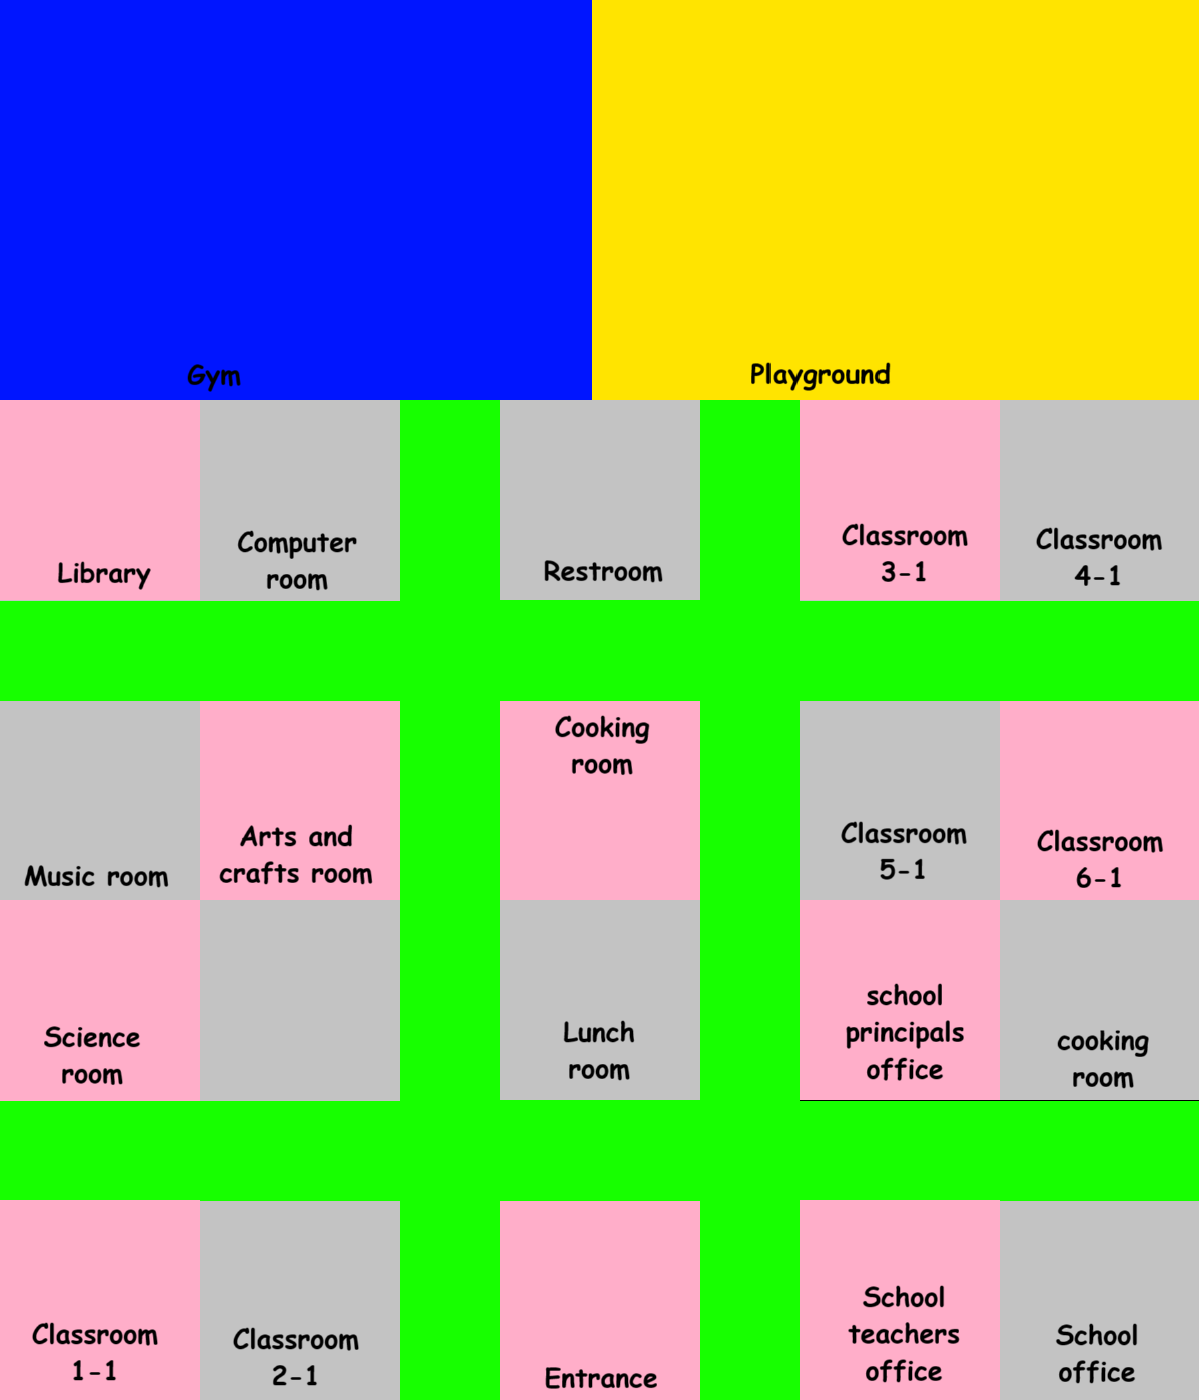 Gym
Playground
Library
Computer
room
Restroom
Classroom
3-1
Classroom
4-1
Music room
Arts and
crafts room
Cooking
room
Classroom
5-1
Classroom
6-1
Science
room
Lunch
room
school
principals
office
cooking
room
Classroom
1-1
Classroom
2-1
Entrance
School
teachers
office
School
office